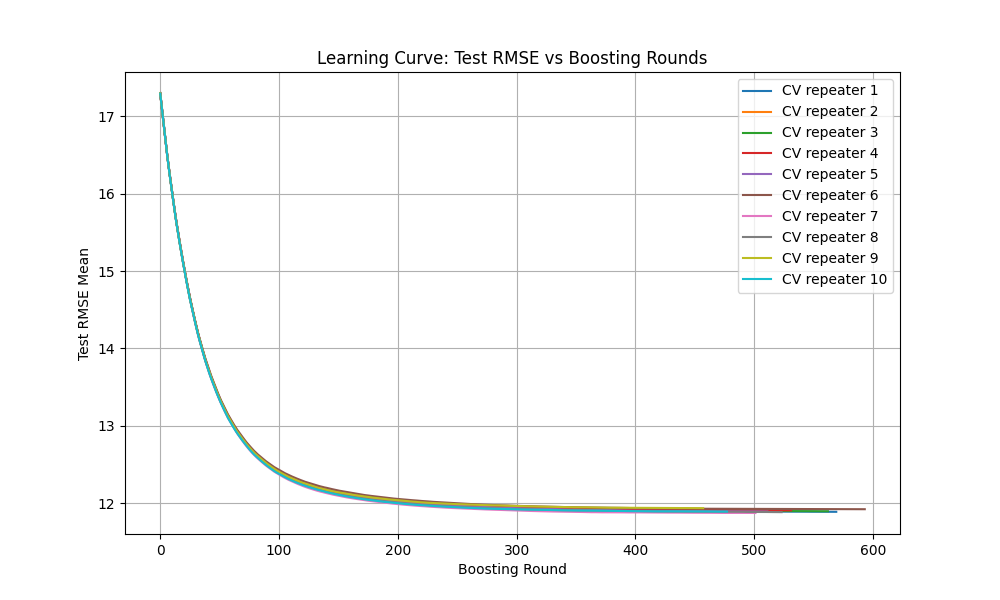 Learning Curve: Test RMSE vs Boosting Rounds
Test RMSE Mean
17
16
15
14
13
12
CV repeater 1
CV repeater 2
CV repeater 3
CV repeater 4
CV repeater 5
CV repeater 6
CV repeater 7
CV repeater 8
CV repeater 9
CV repeater 10
0 100 200 300 400 500 600
Boosting Round